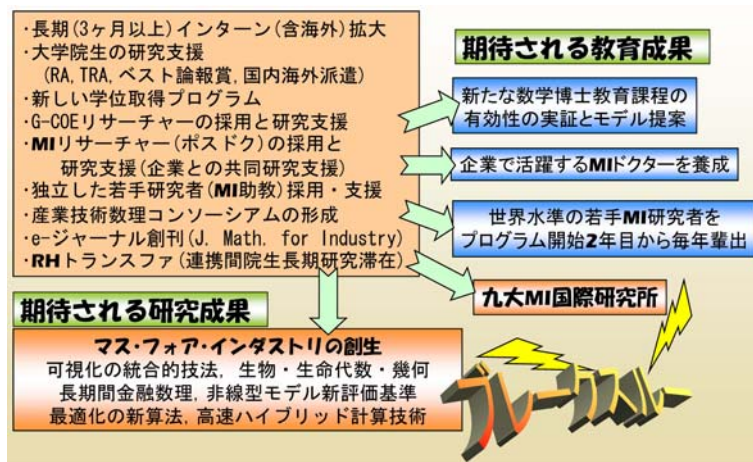 ・長期(3ヶ月以上)インターン(含海外)拡大
・大学院生の研究支援
(RA, TRA, ベスト論報賞, 国内海外派遣)
・新しい学位取得プログラム
・G-COEリサーチャーの採用と研究支援
・MIリサーチャー(ポスドク)の採用と
研究支援(企業との共同研究支援)
・独立した若手研究者(MI助教)採用・支援
・産業技術数理コンソーシアムの形成
・e-ジャーナル創刊(J. Math. for Industry)
・RHトランスファ(連携間院生長期研究滞在)
期待される教育成果
新たな数学博士教育課程の
有効性の実証とモデル提案
企業で活躍するMIドクターを養成
世界水準の若手MI研究者を
プログラム開始2年目から毎年輩出
九大MI国際研究所
期待される研究成果
マス・フォア・インダストリの創生
可視化の統合的技法, 生物・生命代数・幾何
長期間金融数理, 非線型モデル新評価基準
最適化の新算法, 高速ハイブリッド計算技術
ブレークスルー